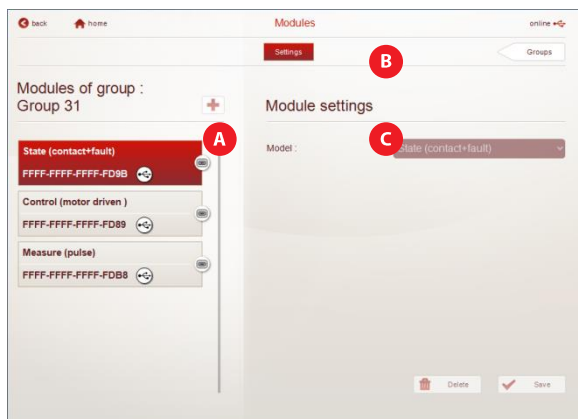 back
home
Modules
online
Settings
B
Groups
Modules of group :
Group 31
Module settings
A
C
State (contact+fault)
FFFF-FFFF-FFFF-FD9B
Model :
State (contact+fault)
Control (motor driven )
FFFF-FFFF-FFFF-FD89
Measure (pulse)
FFFF-FFFF-FFFF-FDB8
Delete
Save